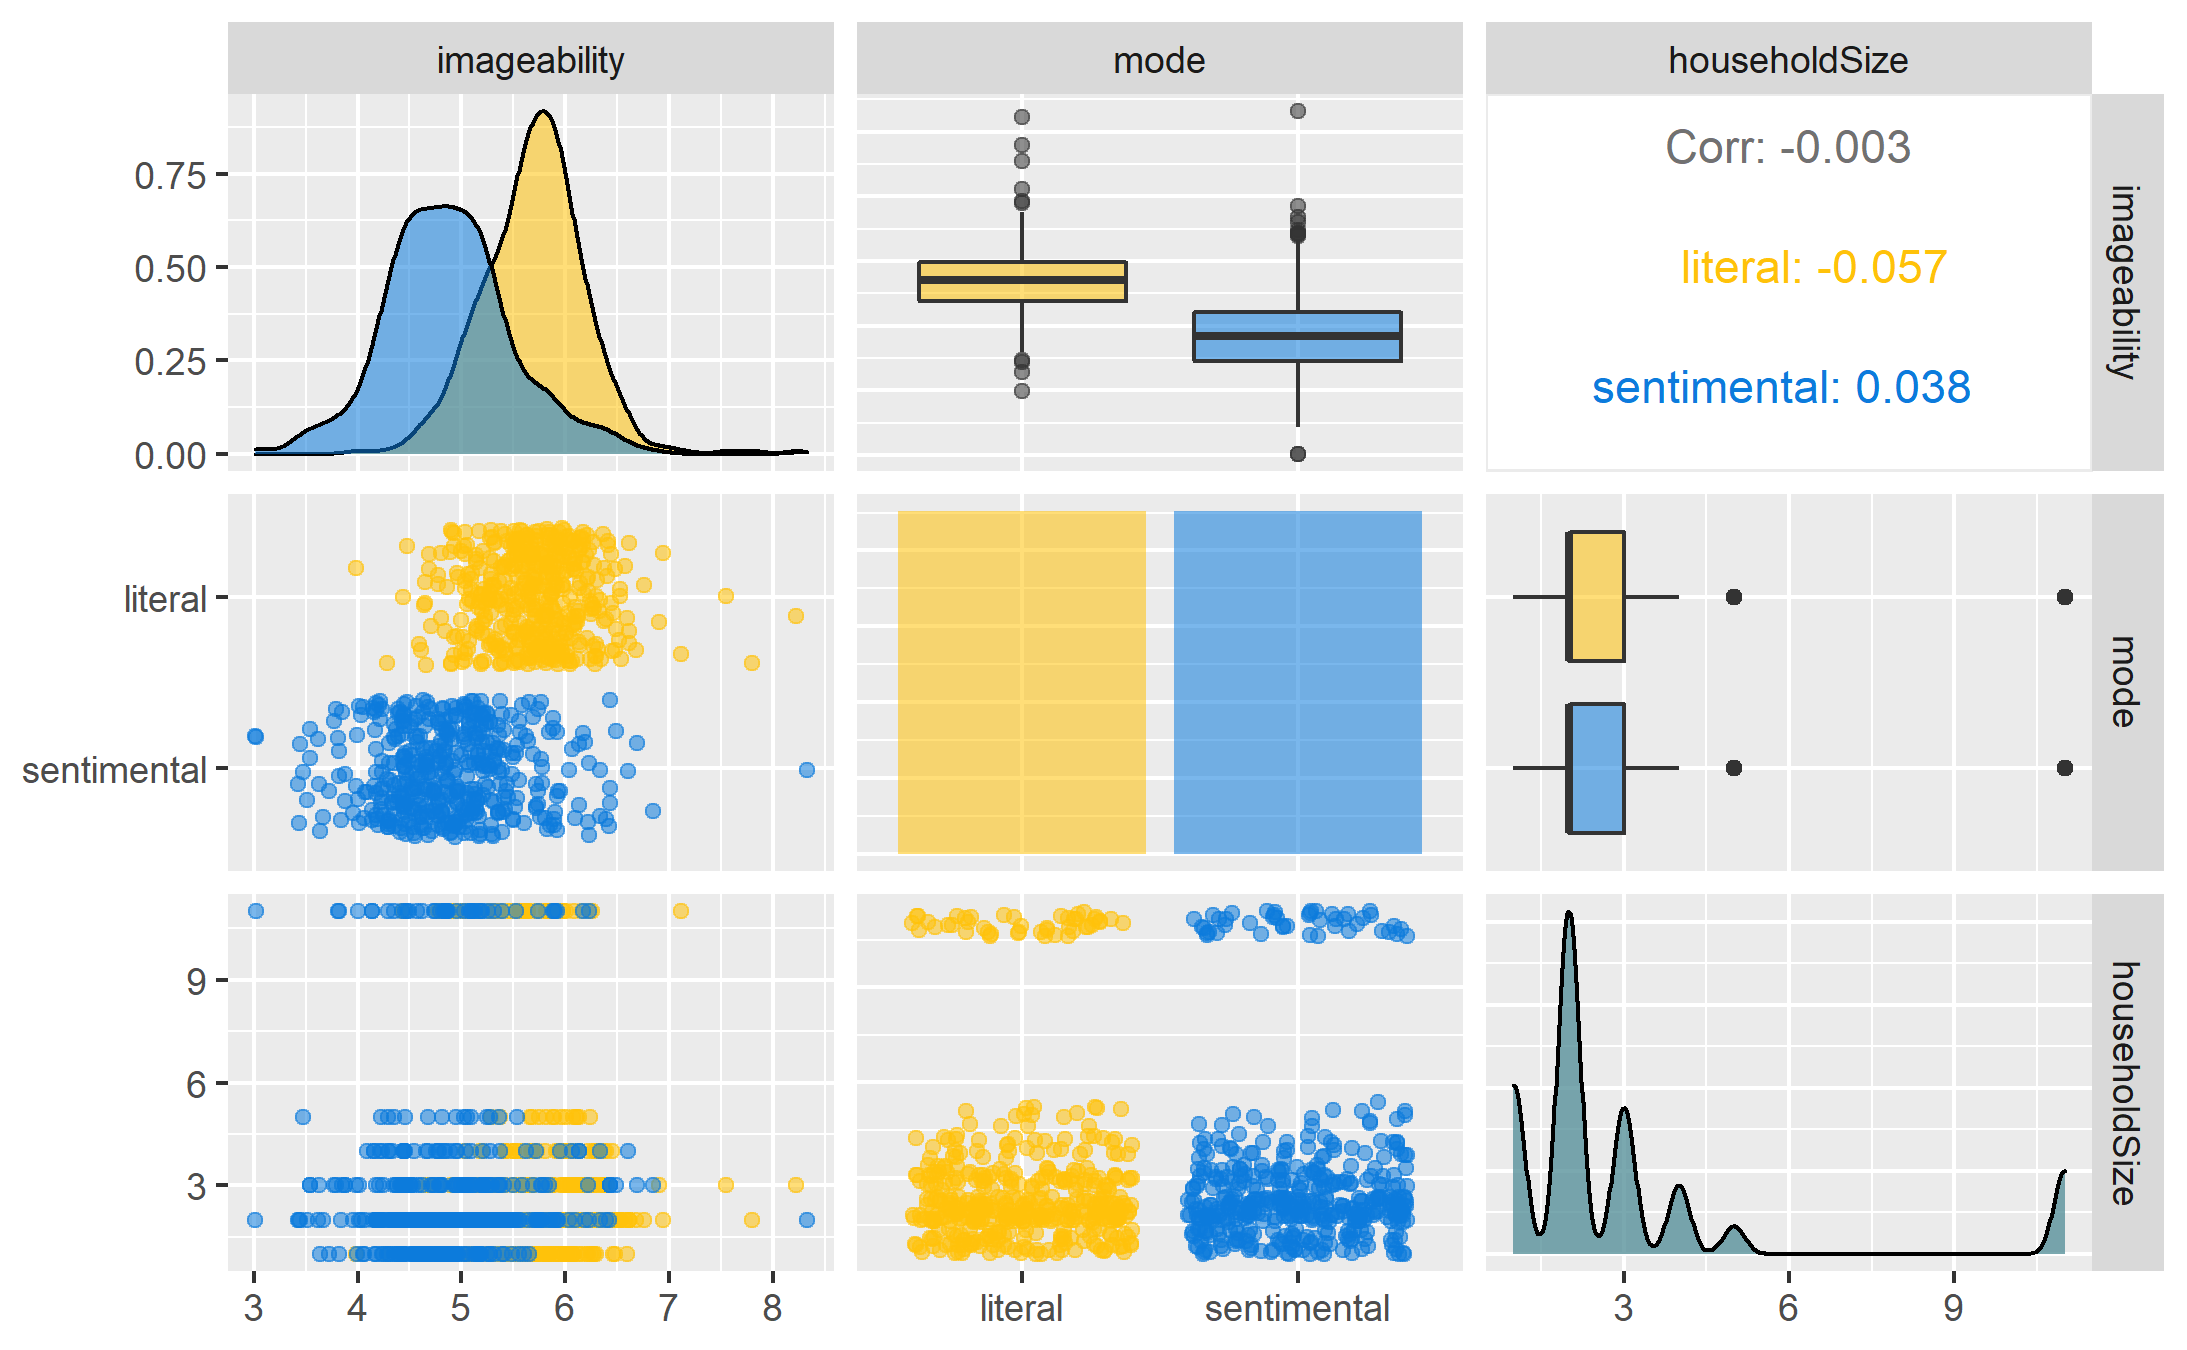 imageability
mode
householdSize
0.75
0.50
0.25
0.00
Corr: -0.003
literal: -0.057
sentimental: 0.038
imageability
literal
sentimental
mode
9
6
3
householdSize
3 4 5 6 7 8
literal sentimental
3 6 9